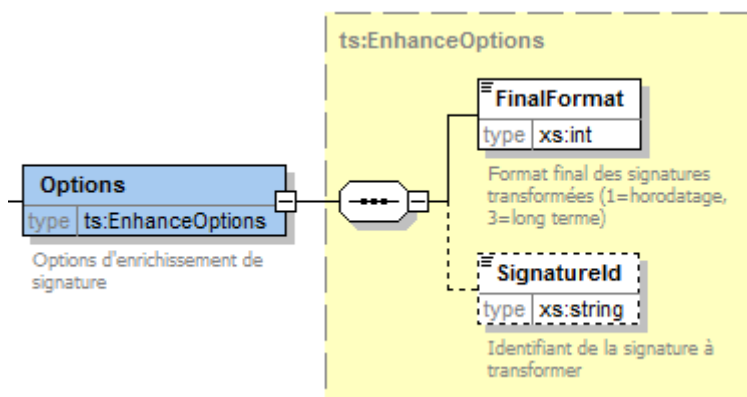 ts:EnhanceOptions
FinalFormat
type xs:int
Format final des signatures
transformées (1=horodatage,
3=long terme)
Options
type ts:EnhanceOptions
Options d'enrichissement de
signature
SignatureId
type xs:string
Identifiant de la signature à
transformer